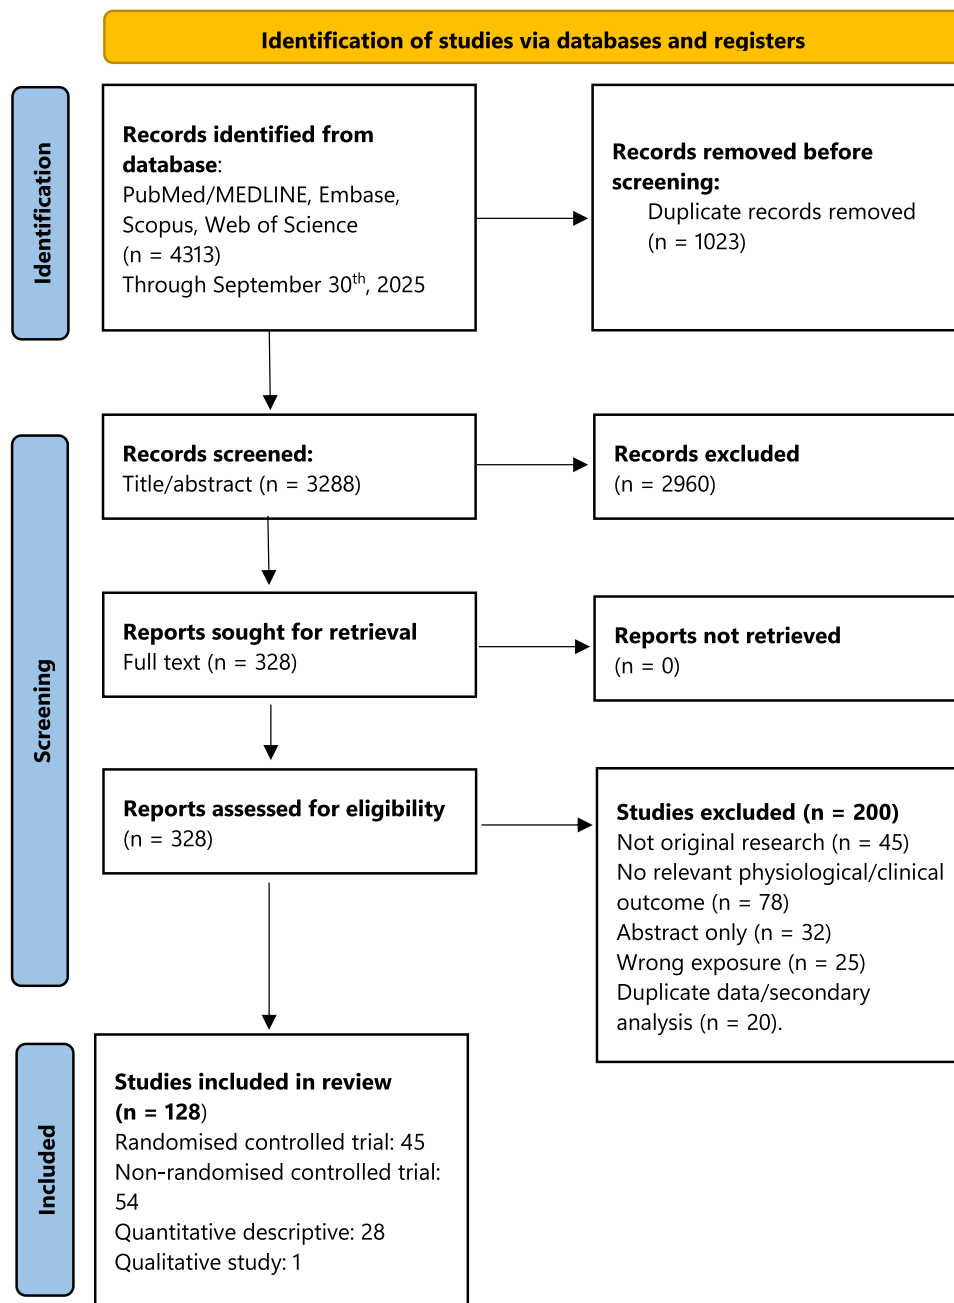 Identification of studies via databases and registers
Identification
Records identified from
database:
PubMed/MEDLINE, Embase,
Scopus, Web of Science
(n = 4313)
Through September 30th, 2025
Records removed before
screening:
Duplicate records removed
(n = 1023)
Screening
Records screened:
Title/abstract (n = 3288)
Records excluded
(n = 2960)
Reports sought for retrieval
Full text (n = 328)
Reports not retrieved
(n = 0)
Reports assessed for eligibility
(n = 328)
Studies excluded (n = 200)
Not original research (n = 45)
No relevant physiological/clinical
outcome (n = 78)
Abstract only (n = 32)
Wrong exposure (n = 25)
Duplicate data/secondary
analysis (n = 20).
Included
Studies included in review
(n = 128)
Randomised controlled trial: 45
Non-randomised controlled trial:
54
Quantitative descriptive: 28
Qualitative study: 1